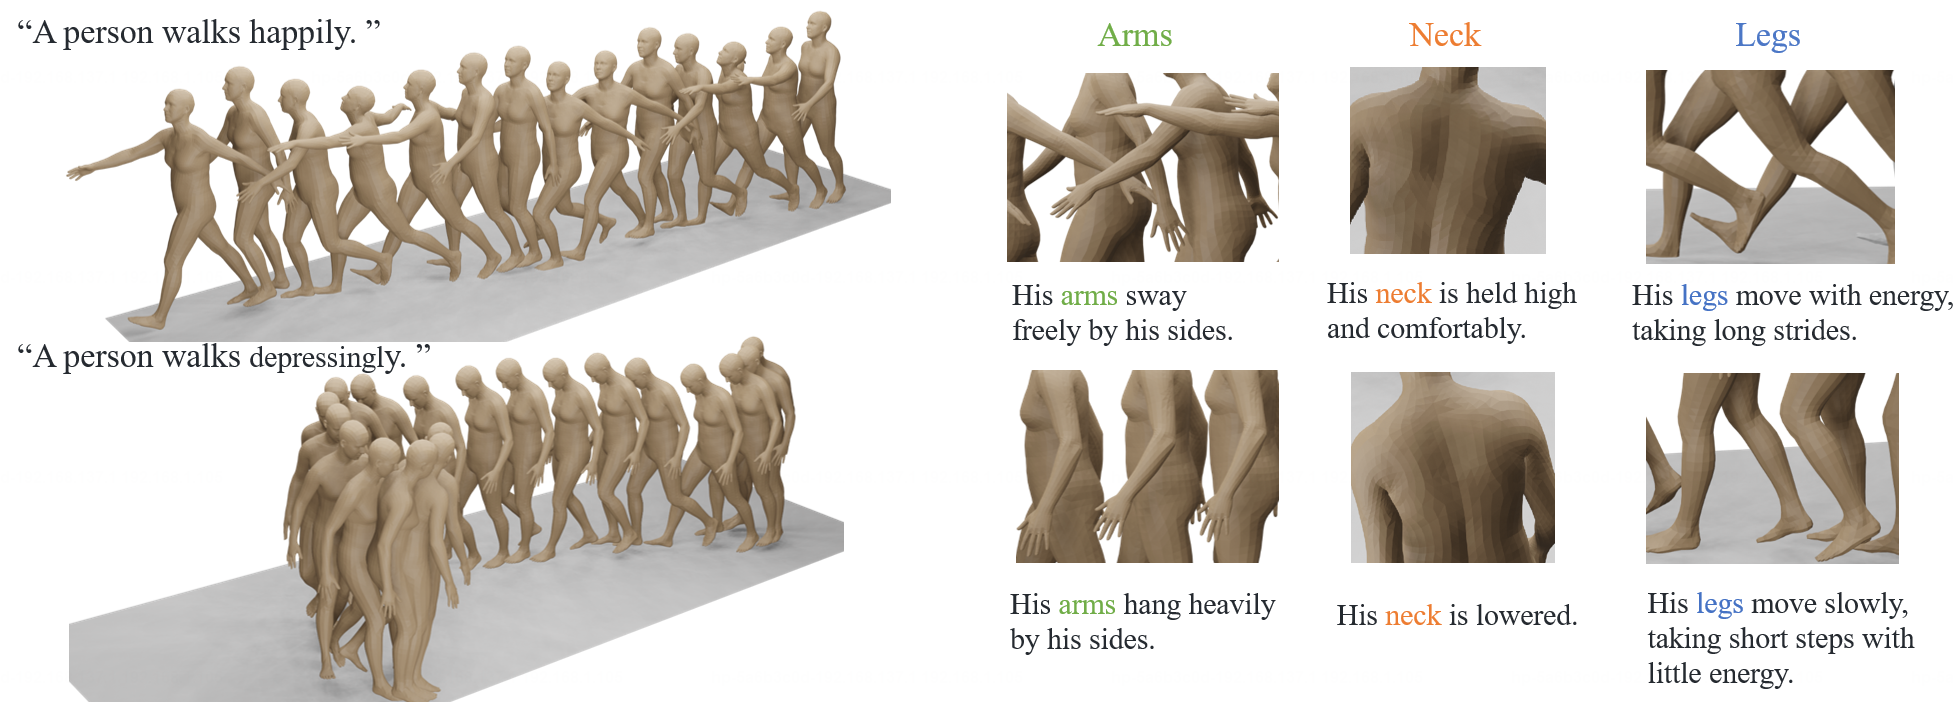 “A person walks happily. ”
Arms
Neck
Legs
His arms sway
freely by his sides.
His neck is held high
and comfortably.
His legs move with energy,
taking long strides.
“A person walks depressingly. ”
His arms hang heavily
by his sides.
His neck is lowered.
His legs move slowly,
taking short steps with
little energy.